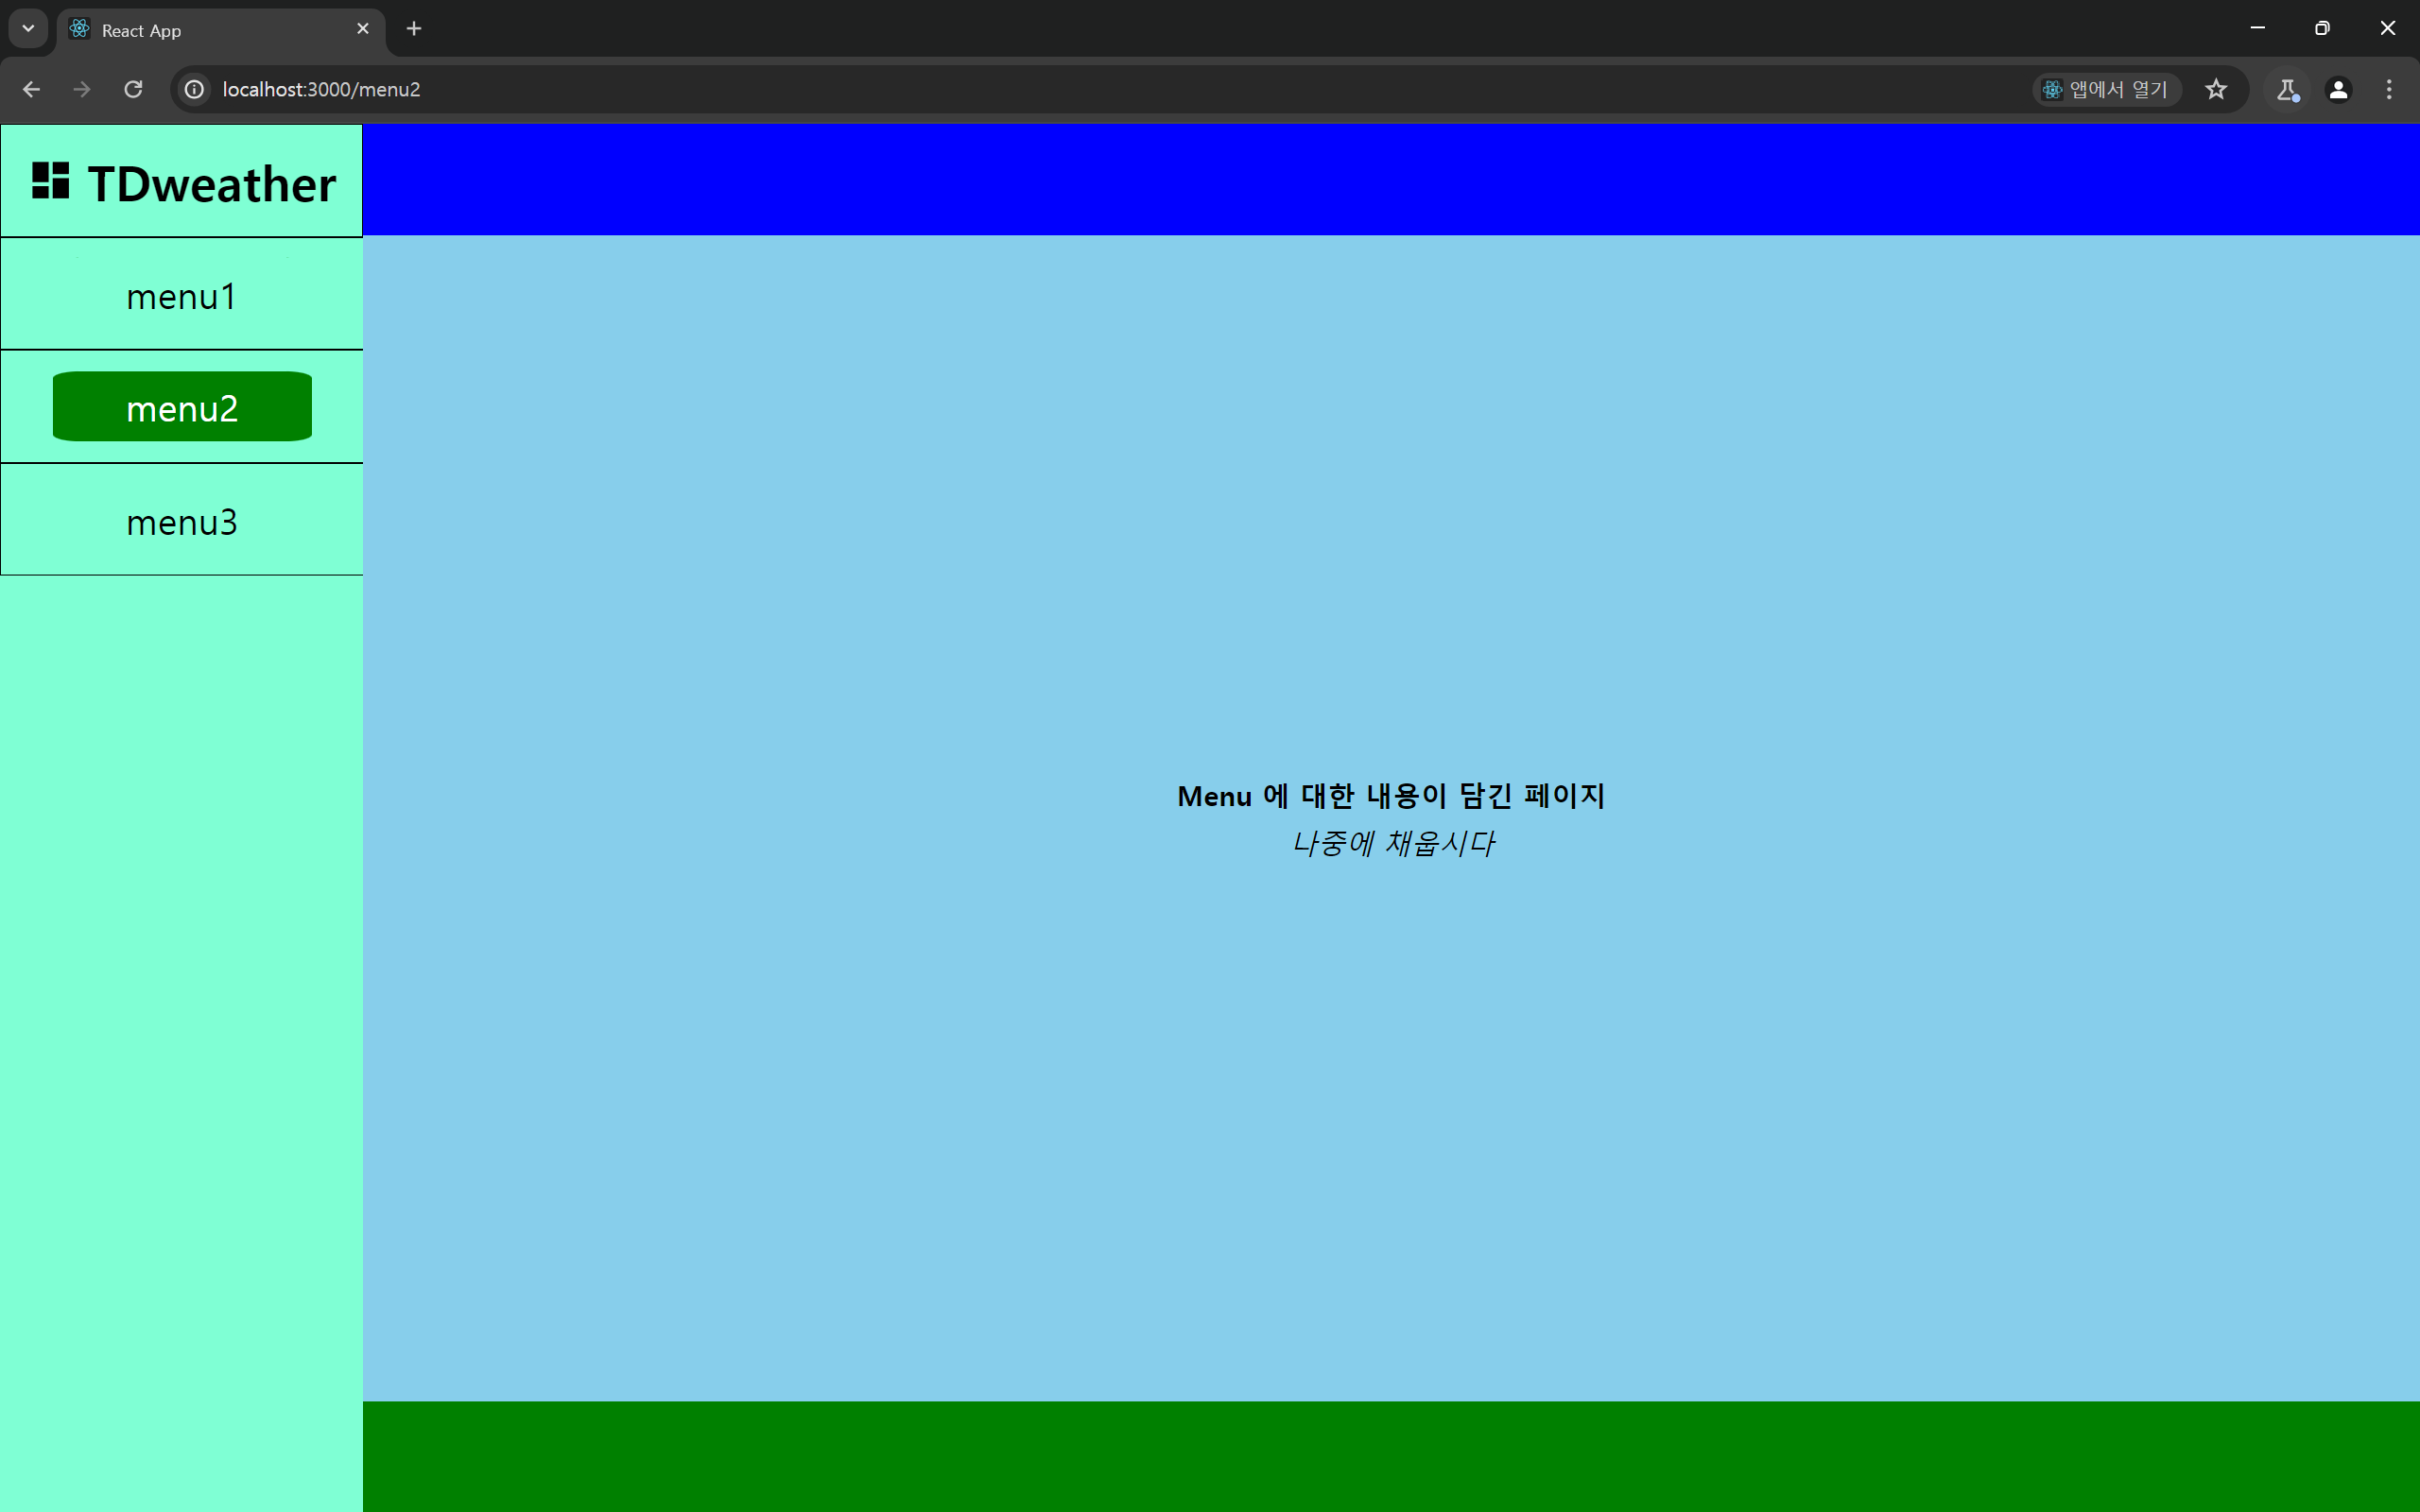 React App
localhost:3000/menu2
앱에서 열기
TDweather
menu1
menu2
menu3
Menu 에 대한 내용이 담긴 페이지
나중에 채웁시다